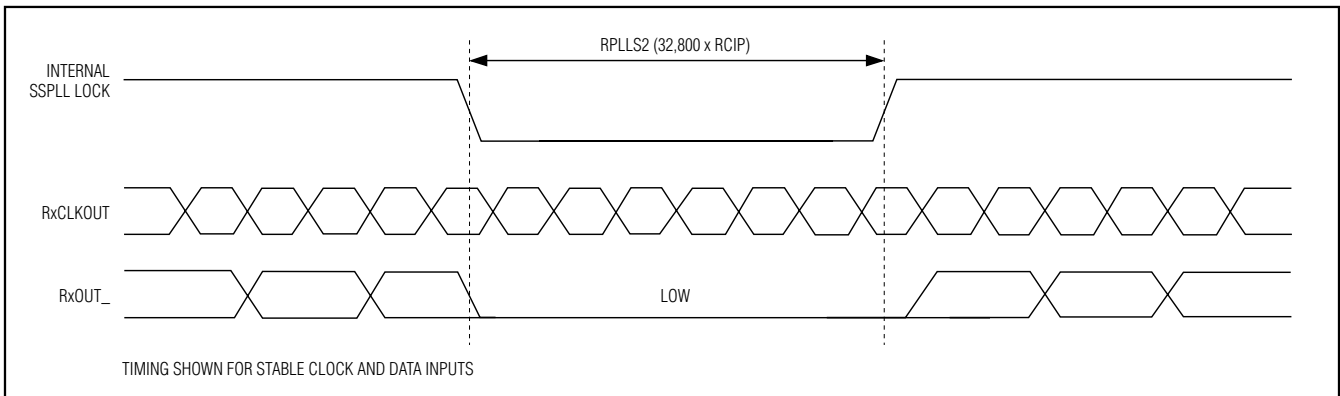 RPLLS2 (32,800 x RCIP)
INTERNAL
SSPLL LOCK
RxCLKOUT
RxOUT_
LOW
TIMING SHOWN FOR STABLE CLOCK AND DATA INPUTS